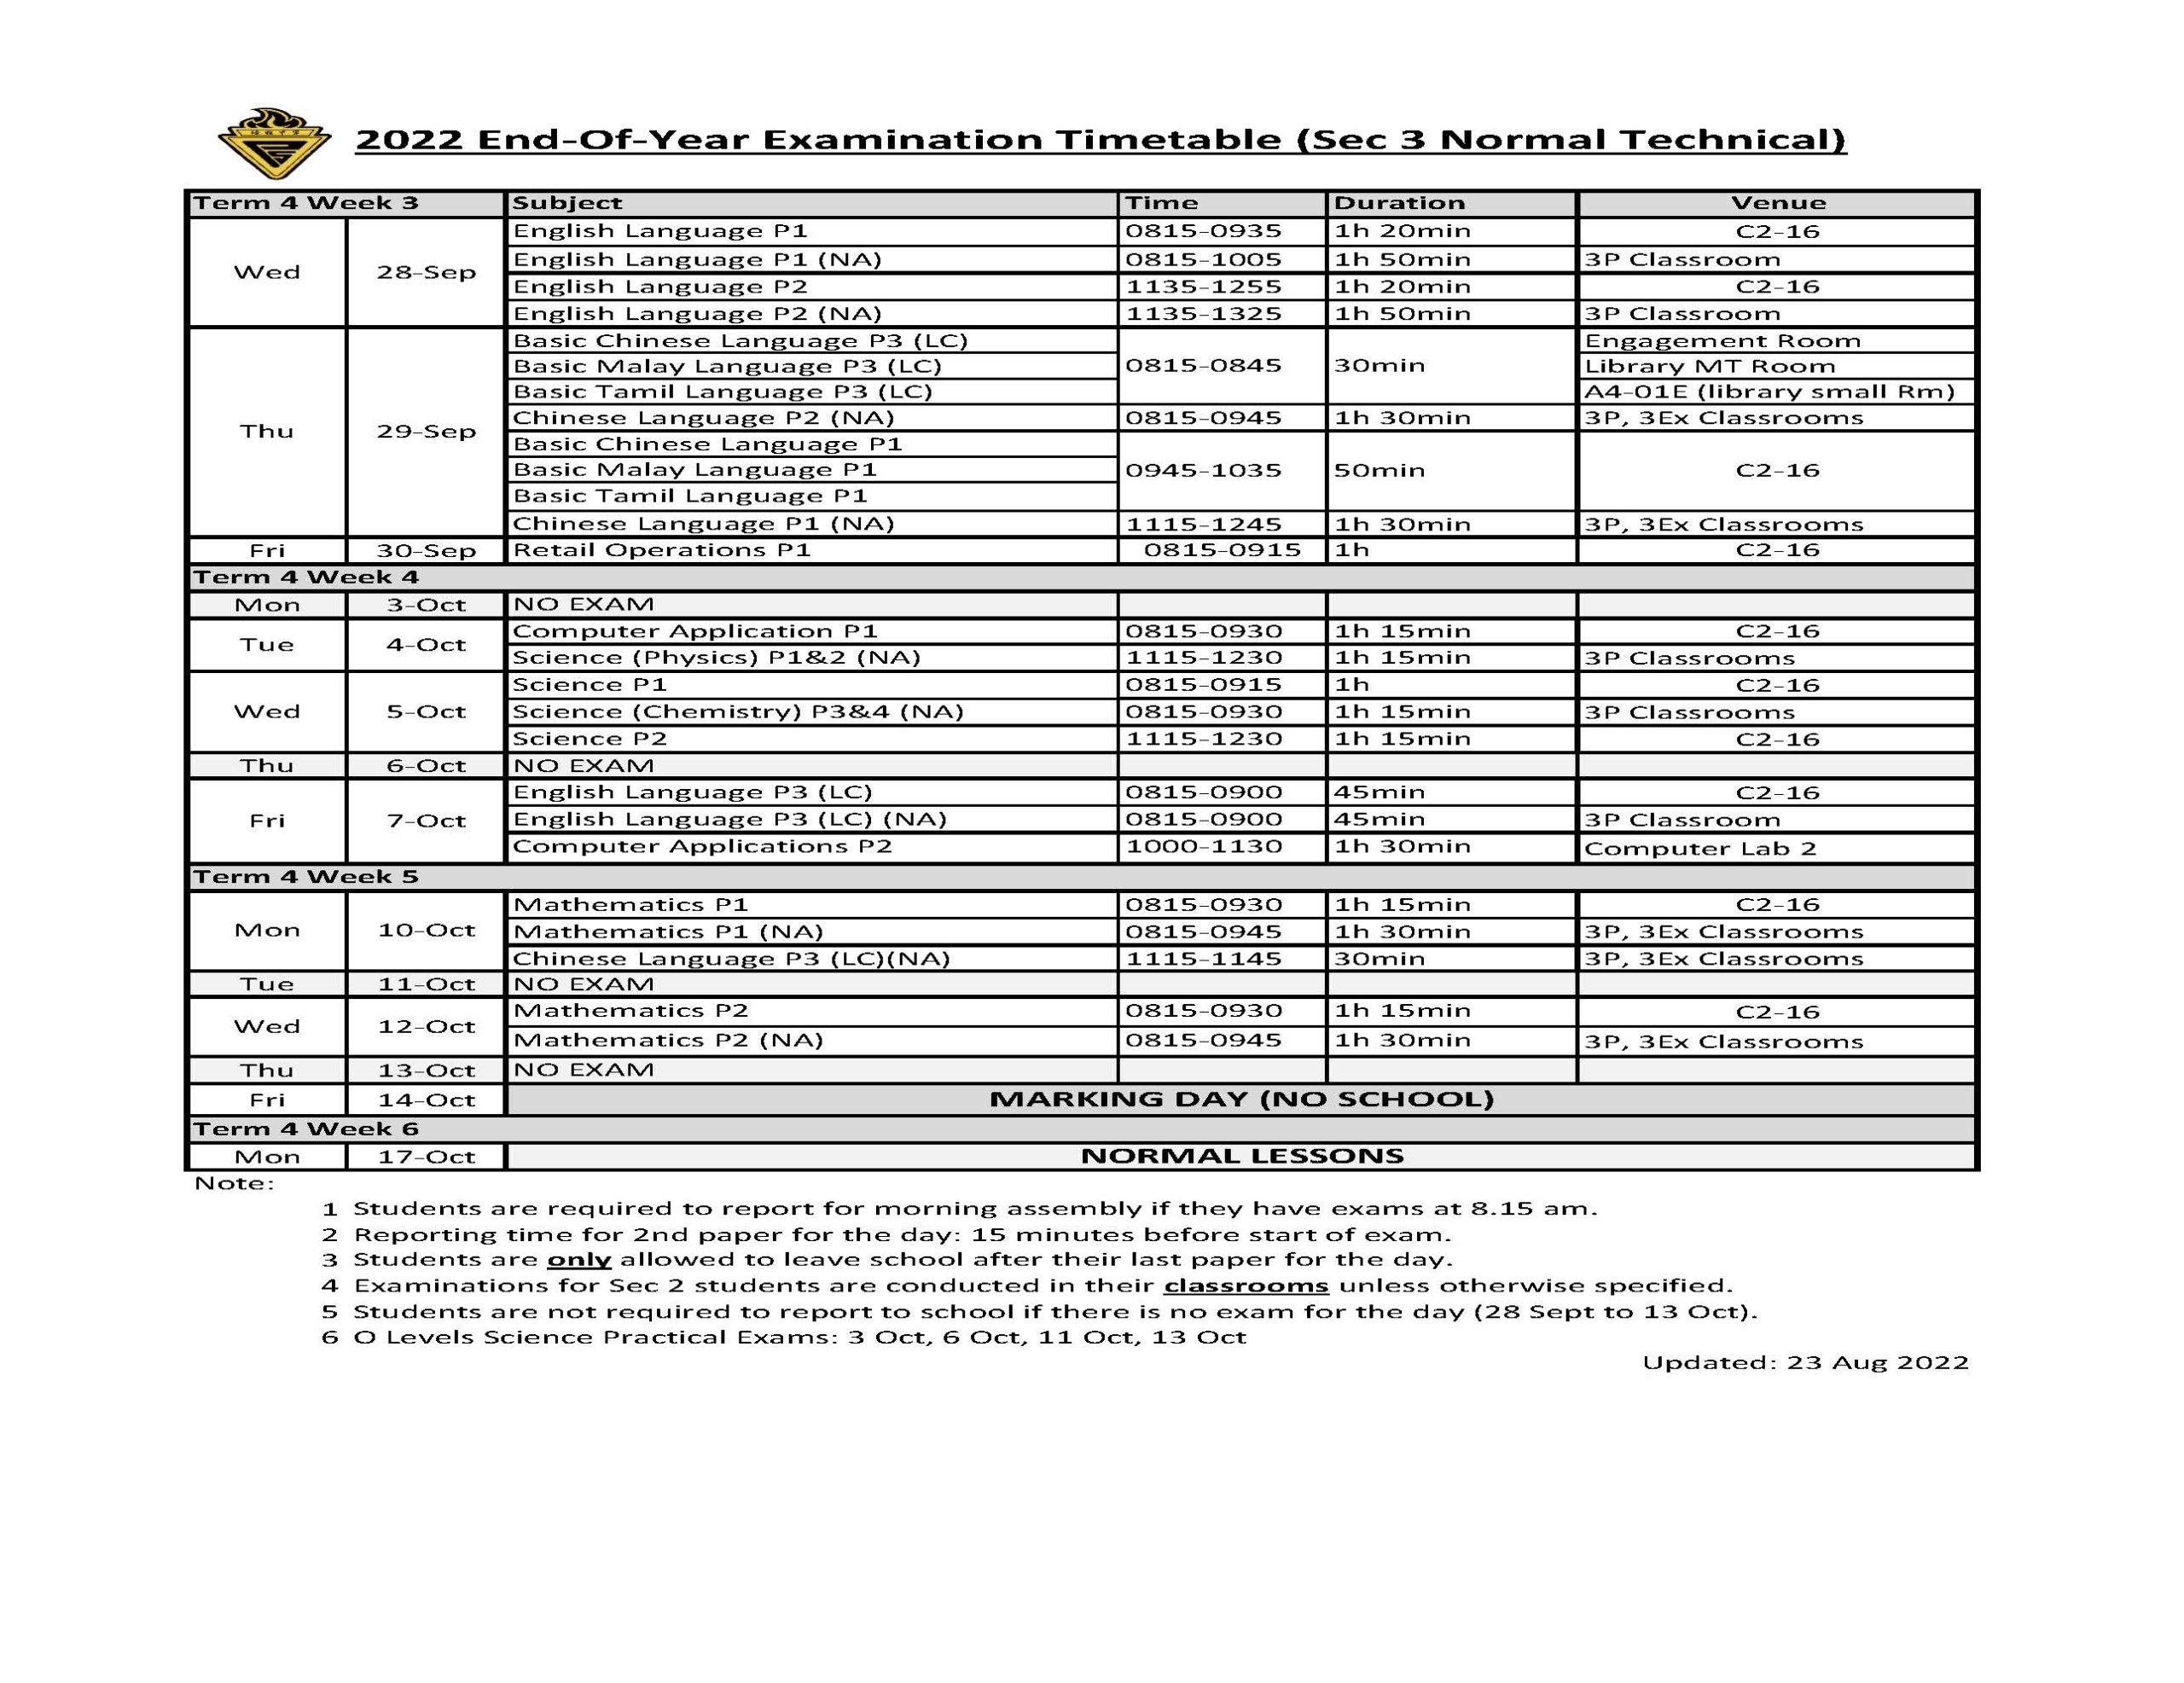 2022 End-Of-Year Examination Timetable (Sec 3 Normal Technical)
Term 4 Week 3 Subject Time Duration Venue
Wed 28-Sep English Language P1 0815-0935 1h 20min C2-16
English Language P1 (NA) 0815-1005 1h 50min 3P Classroom
English Language P2 1135-1255 1h 20min C2-16
English Language P2 (NA) 1135-1325 1h 50min 3P Classroom
Thu 29-Sep Basic Chinese Language P3 (LC) 0815-0845 30min Engagement Room
Basic Malay Language P3 (LC) Library MT Room
Basic Tamil Language P3 (LC) A4-01E (library small Rm)
Chinese Language P2 (NA) 0815-0945 1h 30min 3P, 3Ex Classrooms
Basic Chinese Language P1 0945-1035 50min C2-16
Basic Malay Language P1
Basic Tamil Language P1
Chinese Language P1 (NA) 1115-1245 1h 30min 3P, 3Ex Classrooms
Fri 30-Sep Retail Operations P1 0815-0915 1h C2-16
Term 4 Week 4
Mon 3-Oct NO EXAM
Tue 4-Oct Computer Application P1 0815-0930 1h 15min C2-16
Science (Physics) P1&2 (NA) 1115-1230 1h 15min 3P Classrooms
Wed 5-Oct Science P1 0815-0915 1h C2-16
Science (Chemistry) P3&4 (NA) 0815-0930 1h 15min 3P Classrooms
Science P2 1115-1230 1h 15min C2-16
Thu 6-Oct NO EXAM
Fri 7-Oct English Language P3 (LC) 0815-0900 45min C2-16
English Language P3 (LC) (NA) 0815-0900 45min 3P Classroom
Computer Applications P2 1000-1130 1h 30min Computer Lab 2
Term 4 Week 5
Mon 10-Oct Mathematics P1 0815-0930 1h 15min C2-16
Mathematics P1 (NA) 0815-0945 1h 30min 3P, 3Ex Classrooms
Chinese Language P3 (LC)(NA) 1115-1145 30min 3P, 3Ex Classrooms
Tue 11-Oct NO EXAM
Wed 12-Oct Mathematics P2 0815-0930 1h 15min C2-16
Mathematics P2 (NA) 0815-0945 1h 30min 3P, 3Ex Classrooms
Thu 13-Oct NO EXAM
Fri 14-Oct MARKING DAY (NO SCHOOL)
Term 4 Week 6
Mon 17-Oct NORMAL LESSONS
Note:
1 Students are required to report for morning assembly if they have exams at 8.15 am.
2 Reporting time for 2nd paper for the day: 15 minutes before start of exam.
3 Students are only allowed to leave school after their last paper for the day.
4 Examinations for Sec 2 students are conducted in their classrooms unless otherwise specified.
5 Students are not required to report to school if there is no exam for the day (28 Sept to 13 Oct).
6 O Levels Science Practical Exams: 3 Oct, 6 Oct, 11 Oct, 13 Oct
Updated: 23 Aug 2022